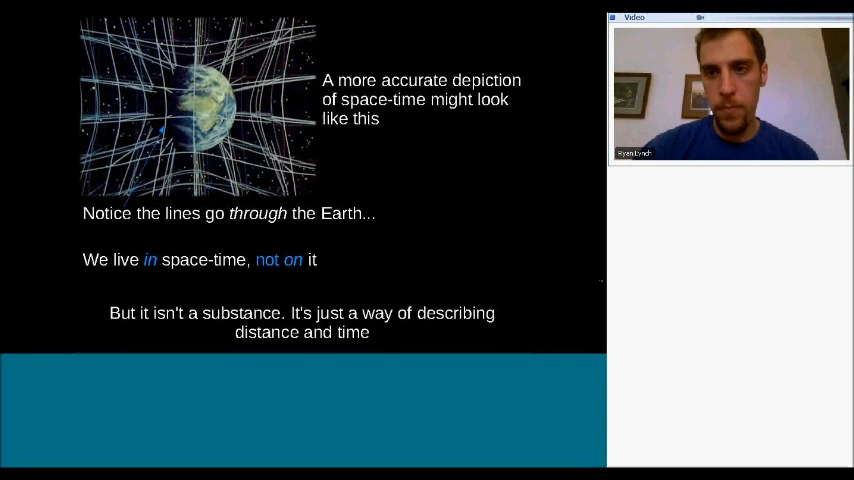 Video
A more accurate depiction
of space-time might look
like this
Ryan Lynch
Notice the lines go through the Earth...
We live in space-time, not on it
But it isn't a substance. It's just a way of describing
distance and time